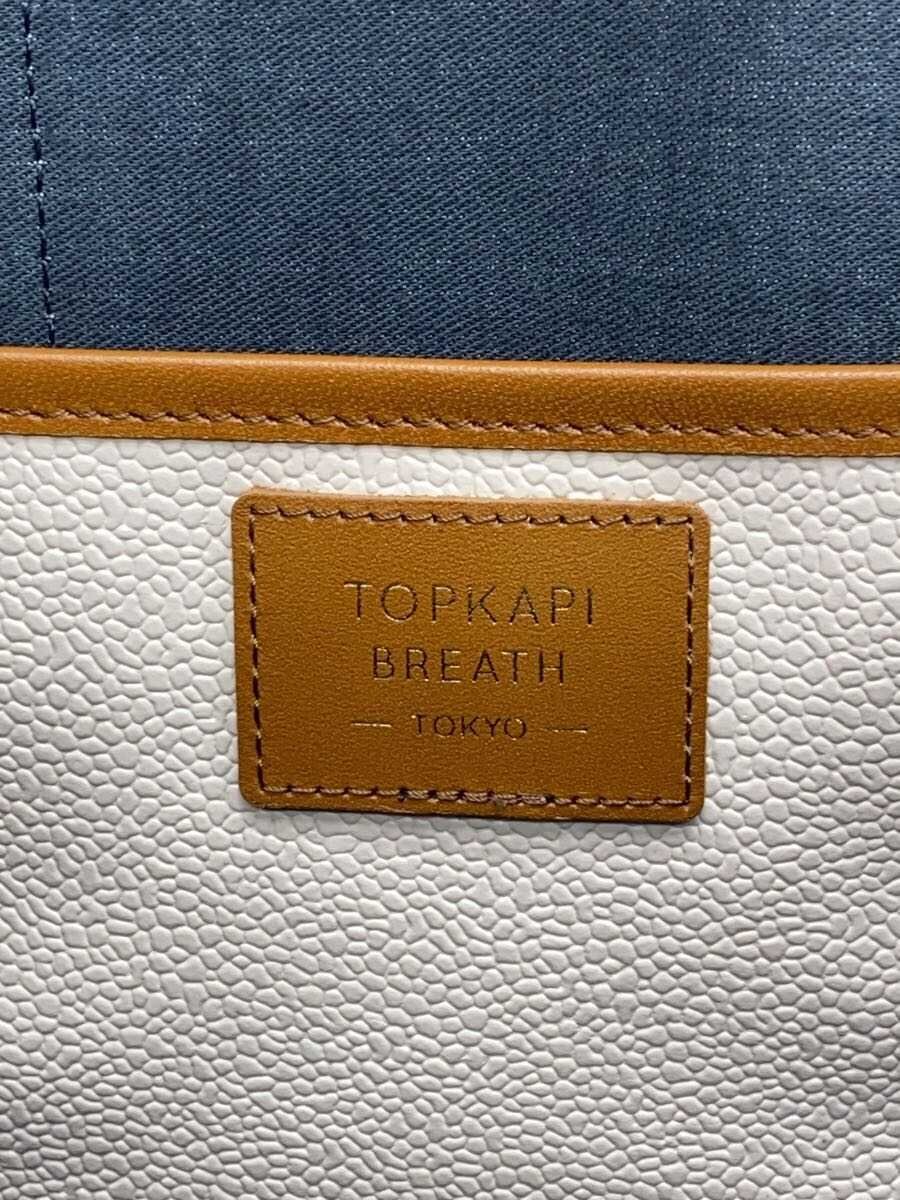 TOPKAPI
BREATH
— TOKYO —